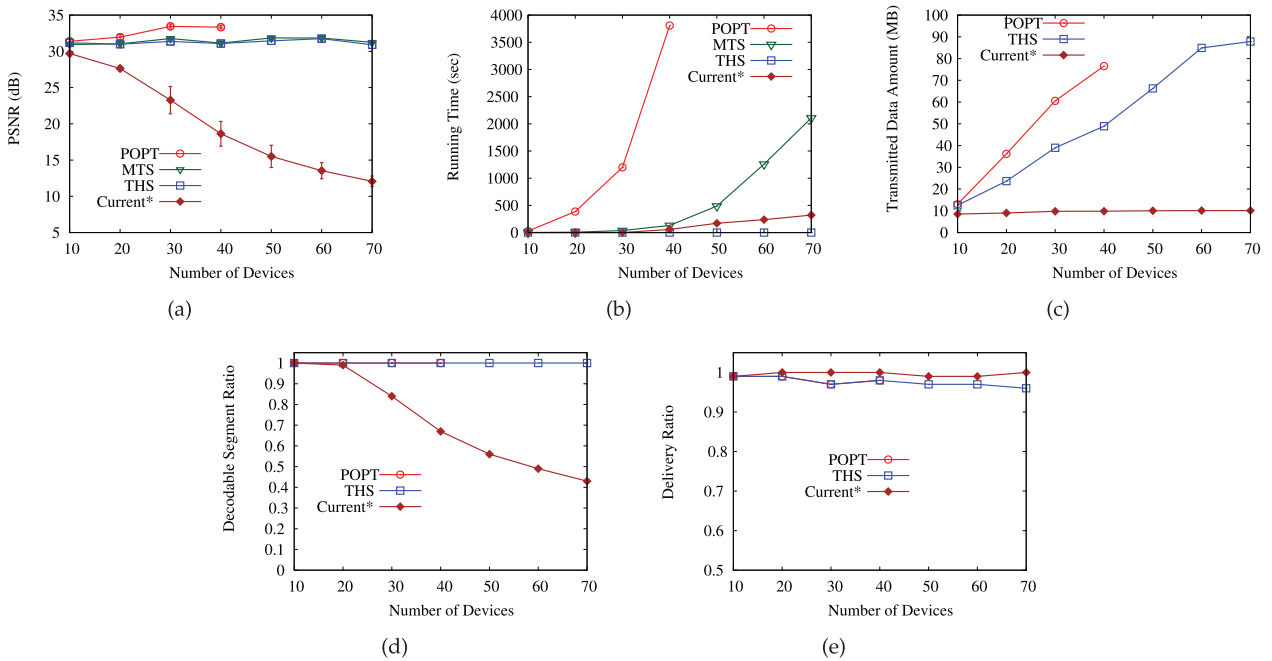 35
30
25
20
15
10
5
PSNR (dB)
POPT
MTS
THS
Current*
10 20 30 40 50 60 70
Number of Devices
(a)
4000
3500
3000
2500
2000
1500
1000
500
0
Running Time (sec)
POPT
MTS
THS
Current*
10 20 30 40 50 60 70
Number of Devices
(b)
100
90
80
70
60
50
40
30
20
10
0
Transmitted Data Amount (MB)
POPT
THS
Current*
10 20 30 40 50 60 70
Number of Devices
(c)
1
0.9
0.8
0.7
0.6
0.5
0.4
0.3
0.2
0.1
0
Decodable Segment Ratio
POPT
THS
Current*
10 20 30 40 50 60 70
Number of Devices
(d)
1
0.9
0.8
0.7
0.6
0.5
Delivery Ratio
POPT
THS
Current*
10 20 30 40 50 60 70
Number of Devices
(e)